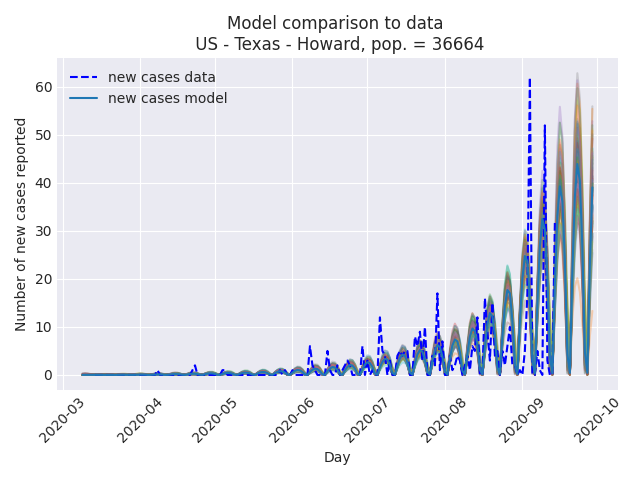 Model comparison to data
US - Texas - Howard, pop. = 36664
new cases data
new cases model
Number of new cases reported
60
50
40
30
20
10
0
2020-03
2020-04
2020-05
2020-06
2020-07
2020-08
2020-09
2020-10
Day